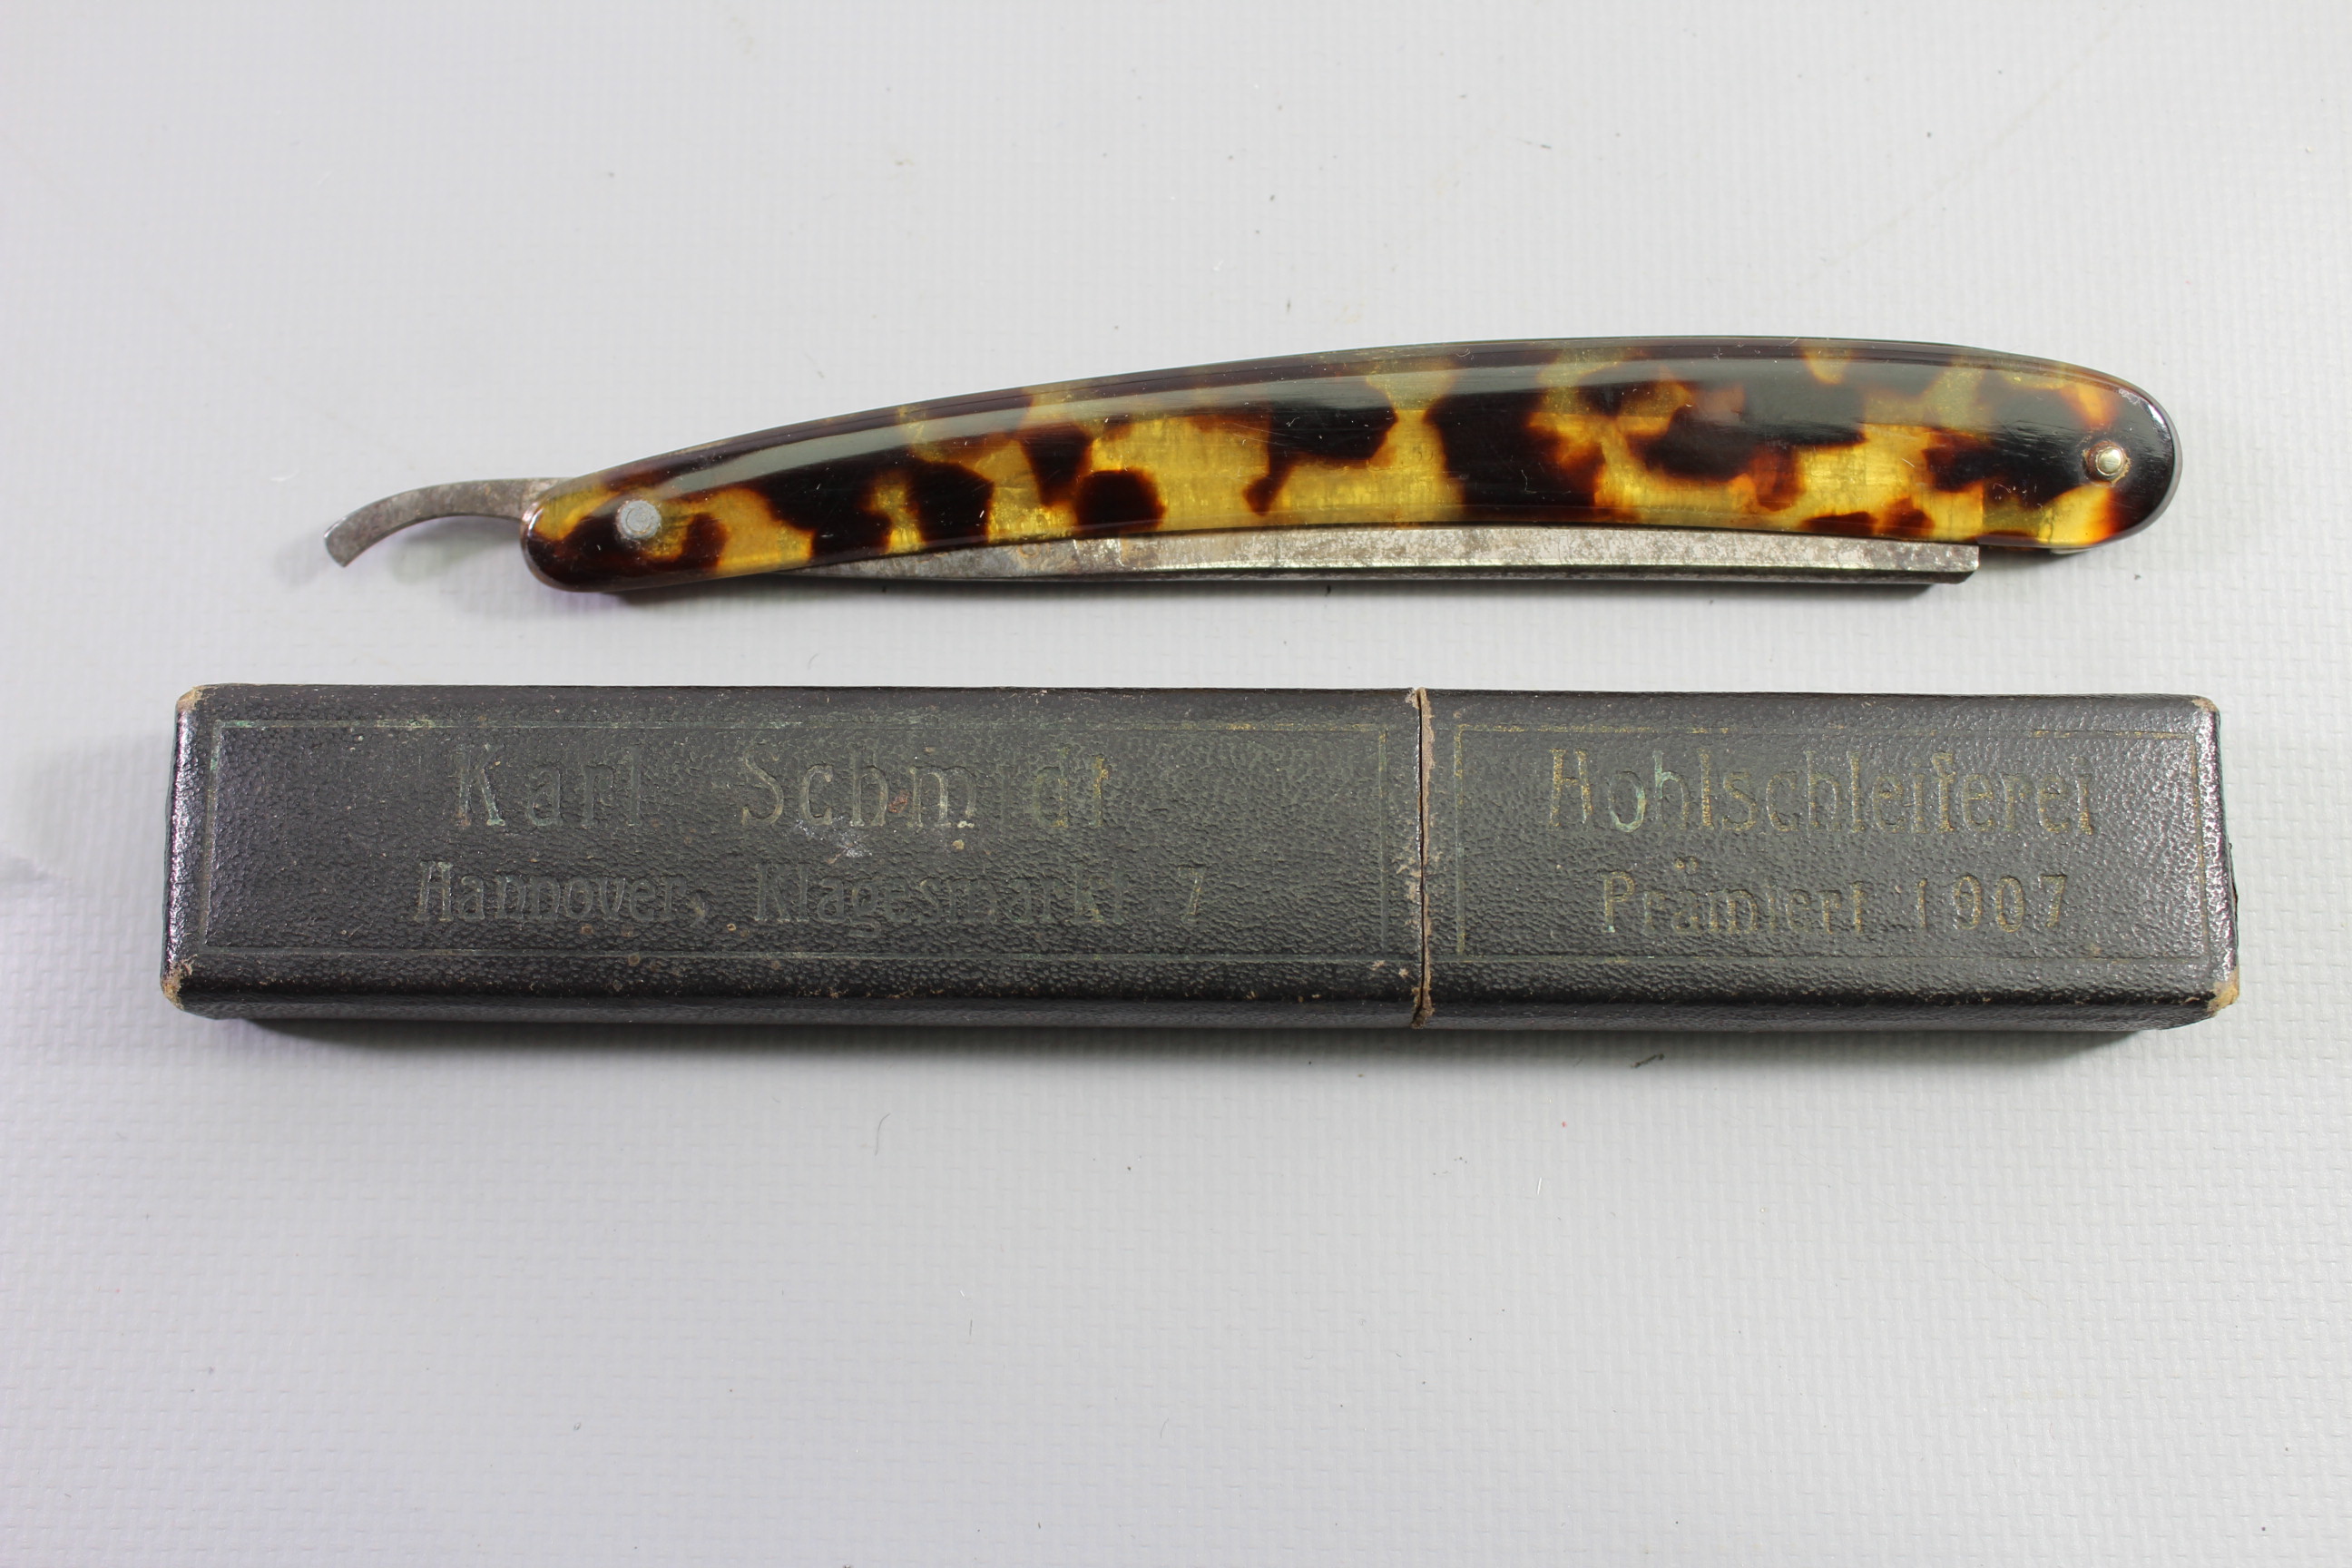 Karl Schmidt
Hannover, Klagesmarkt 7
Hohlschleiferei
Prämiert 1907